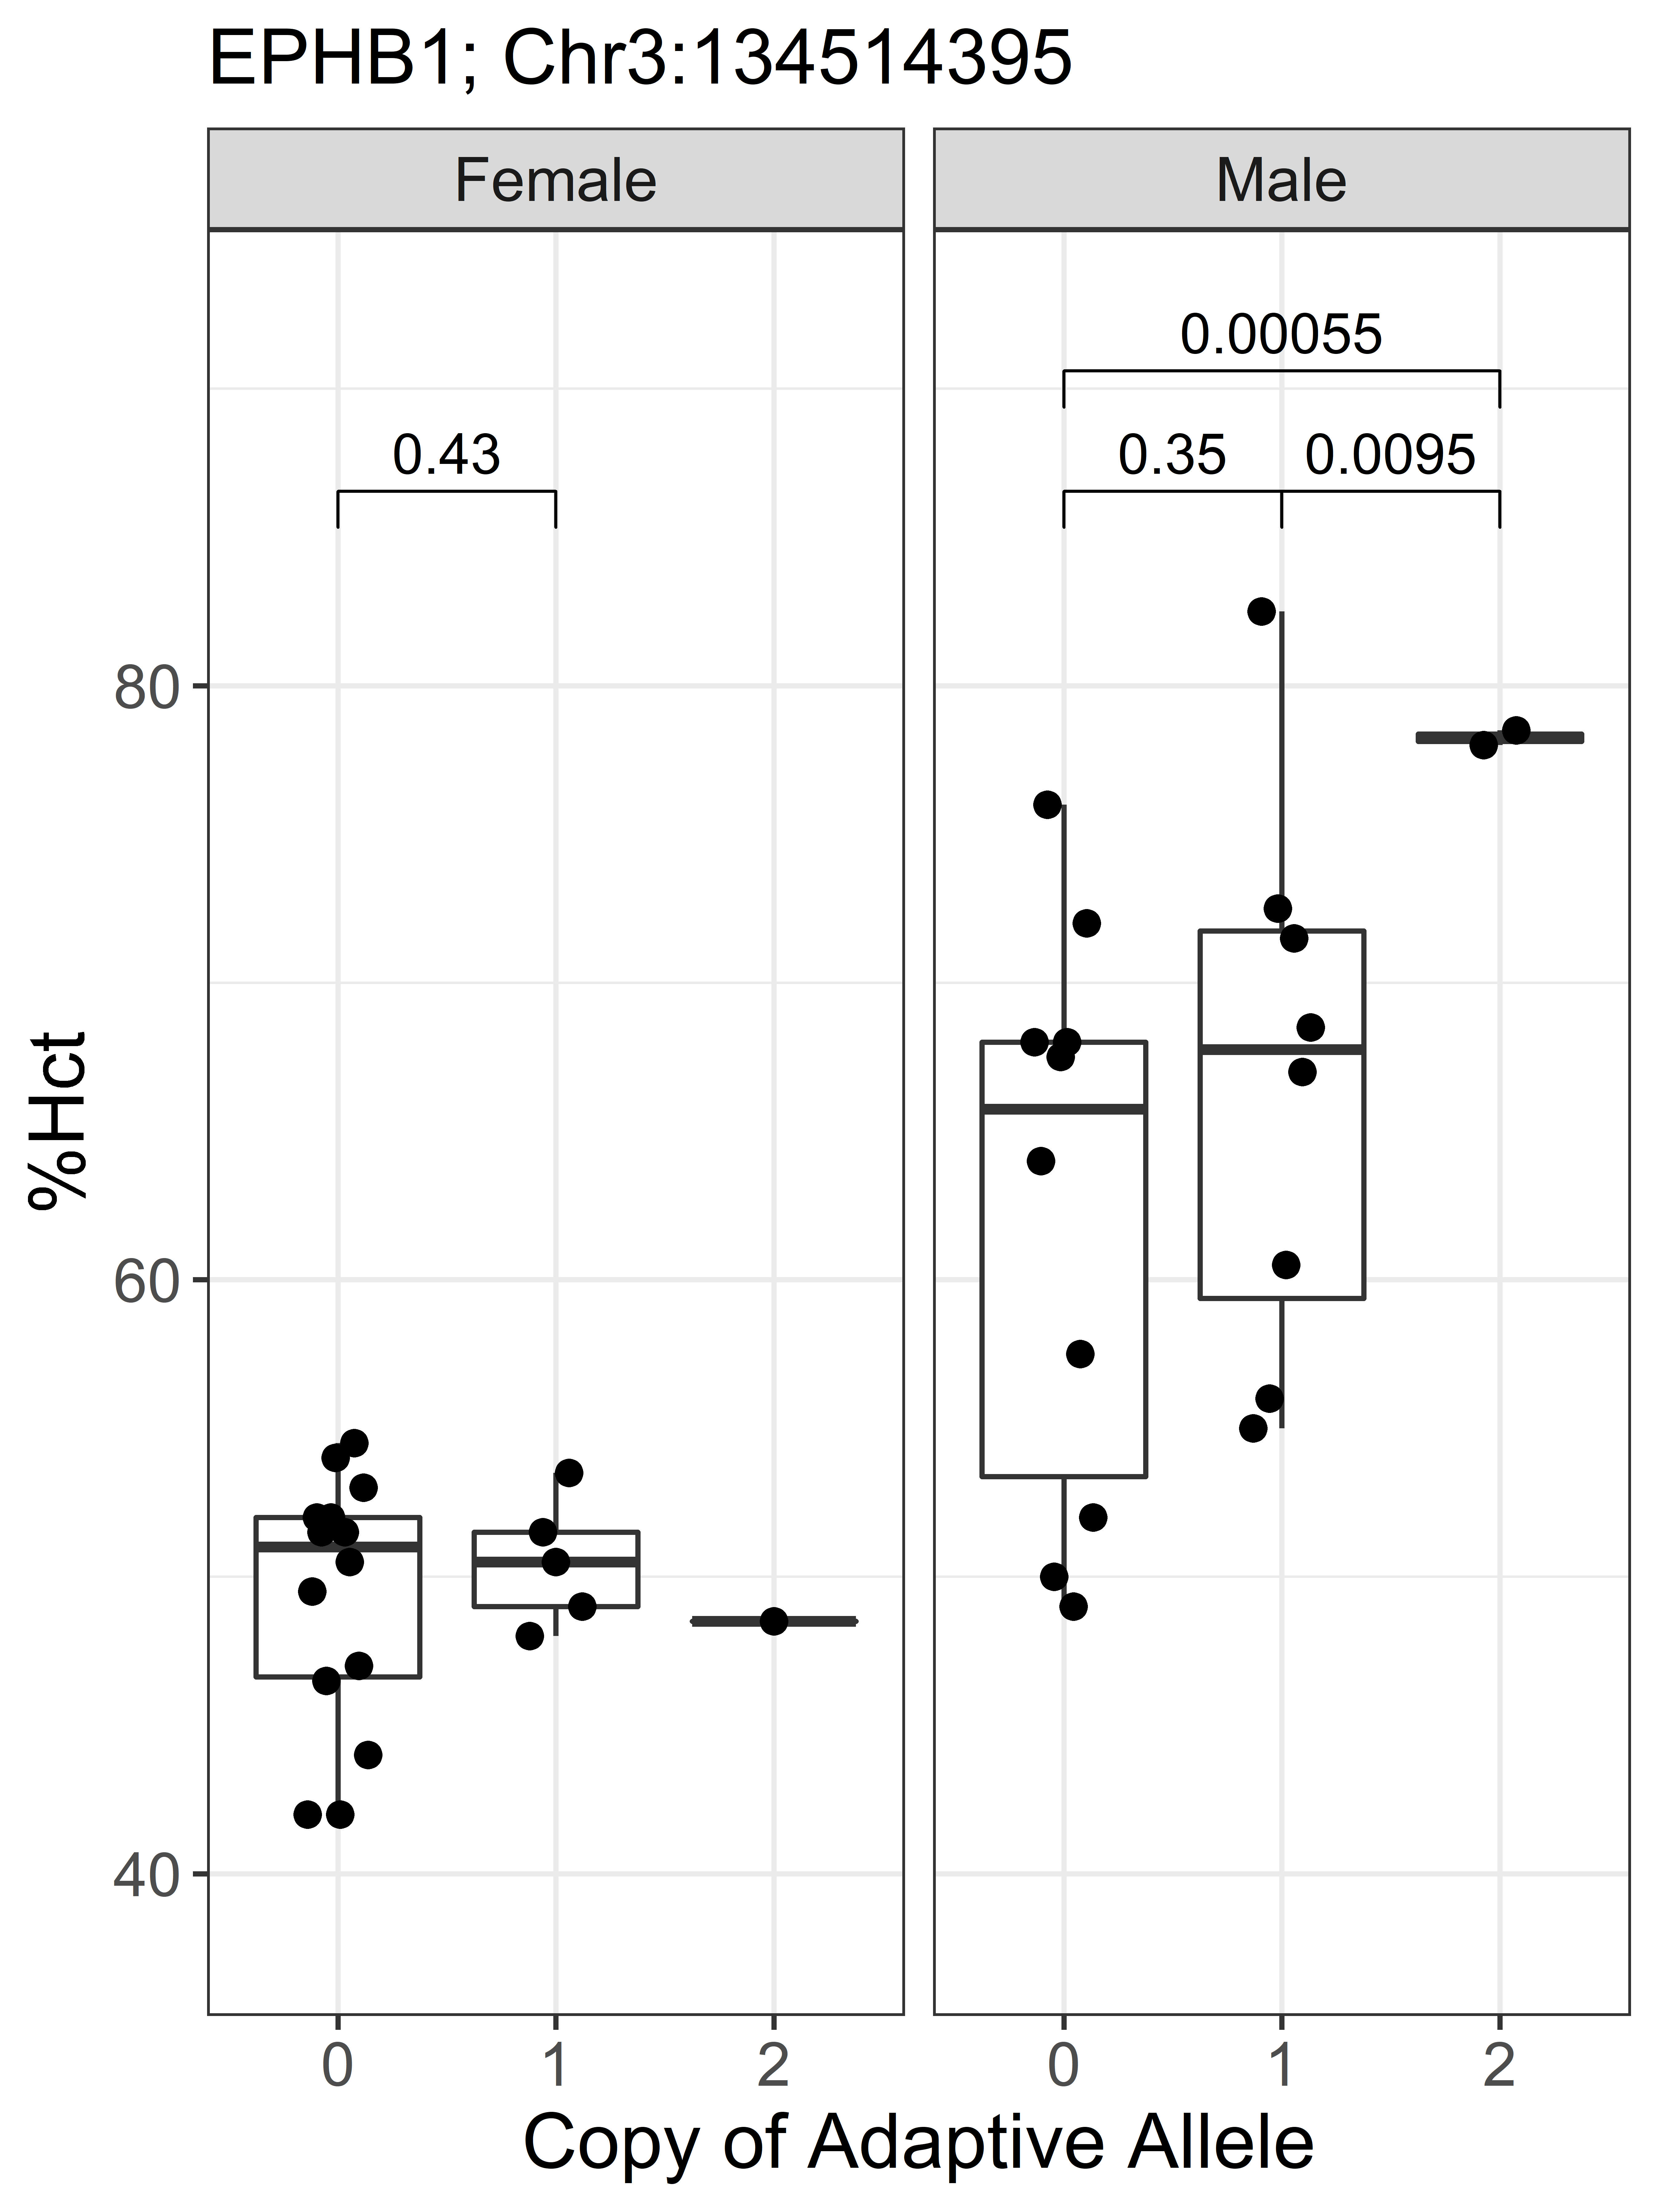 EPHB1; Chr3:134514395
Female
Male
0.00055
0.43
0.35
0.0095
80
60
40
%Hct
0 1 2
0 1 2
Copy of Adaptive Allele